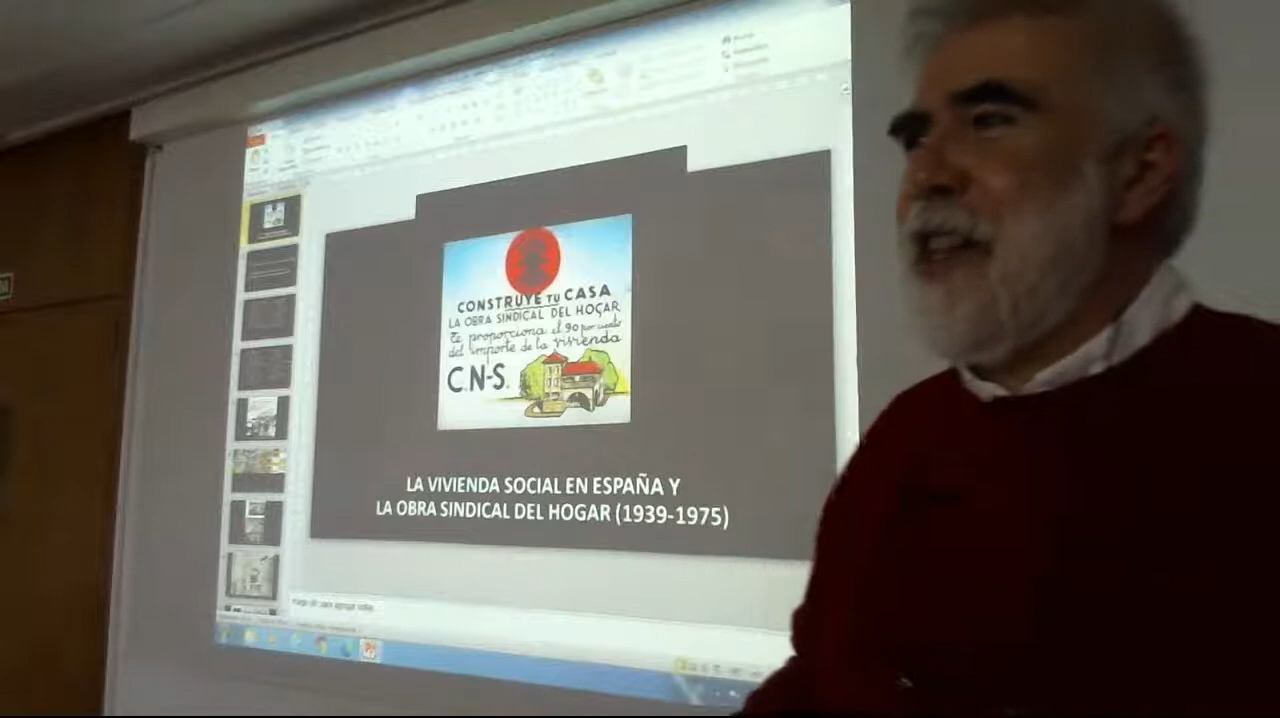 CONSTRUYE TU CASA
LA OBRA SINDICAL DEL HOGAR
Te proporciona el 90 por ciento
del importe de la vivienda
C.N-S.
LA VIVIENDA SOCIAL EN ESPAÑA Y
LA OBRA SINDICAL DEL HOGAR (1939-1975)